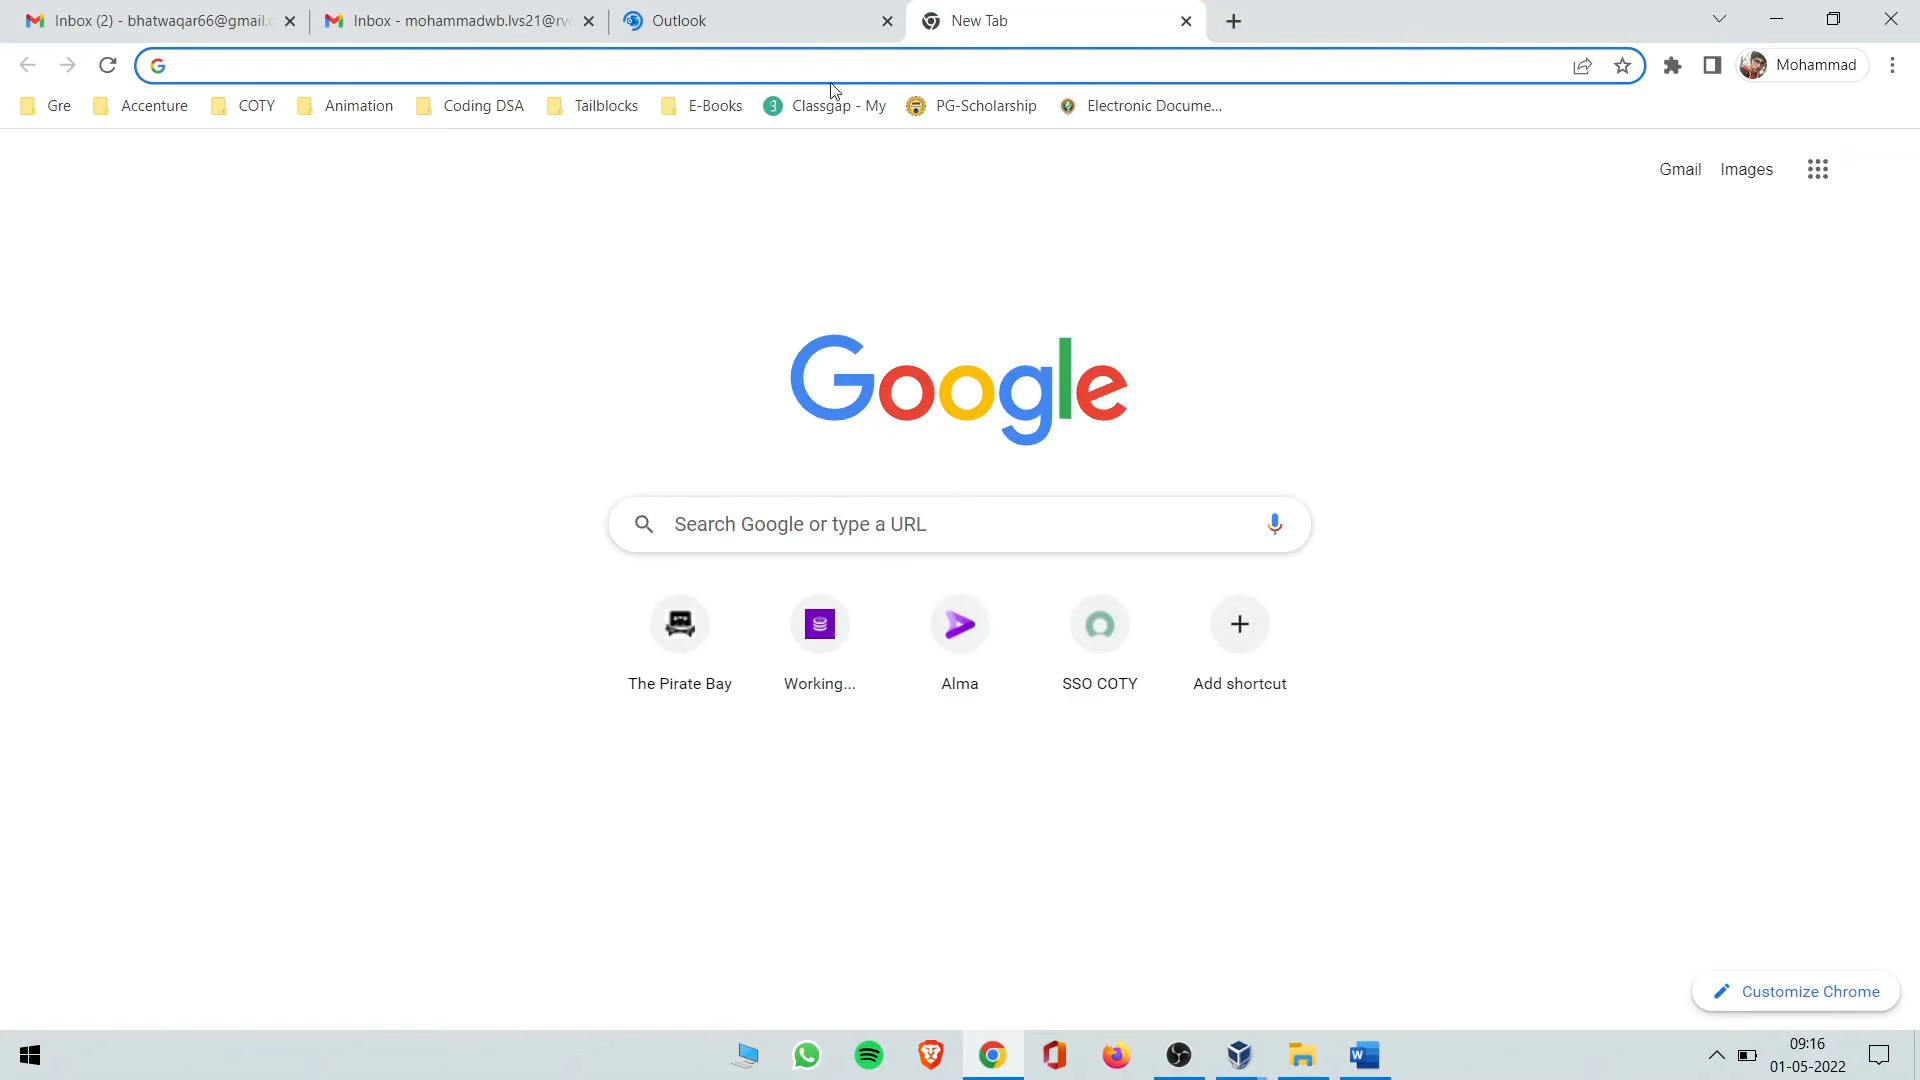 Inbox (2) - bhatwaqar66@gmail.c
Inbox - mohammadwb.lvs21@rv
Outlook
New Tab
Mohammad
Gre
Accenture
COTY
Animation
Coding DSA
Tailblocks
E-Books
Classgap - My
PG-Scholarship
Electronic Docume...
Gmail
Images
Google
Search Google or type a URL
The Pirate Bay
Working...
Alma
SSO COTY
Add shortcut
Customize Chrome
09:16
01-05-2022